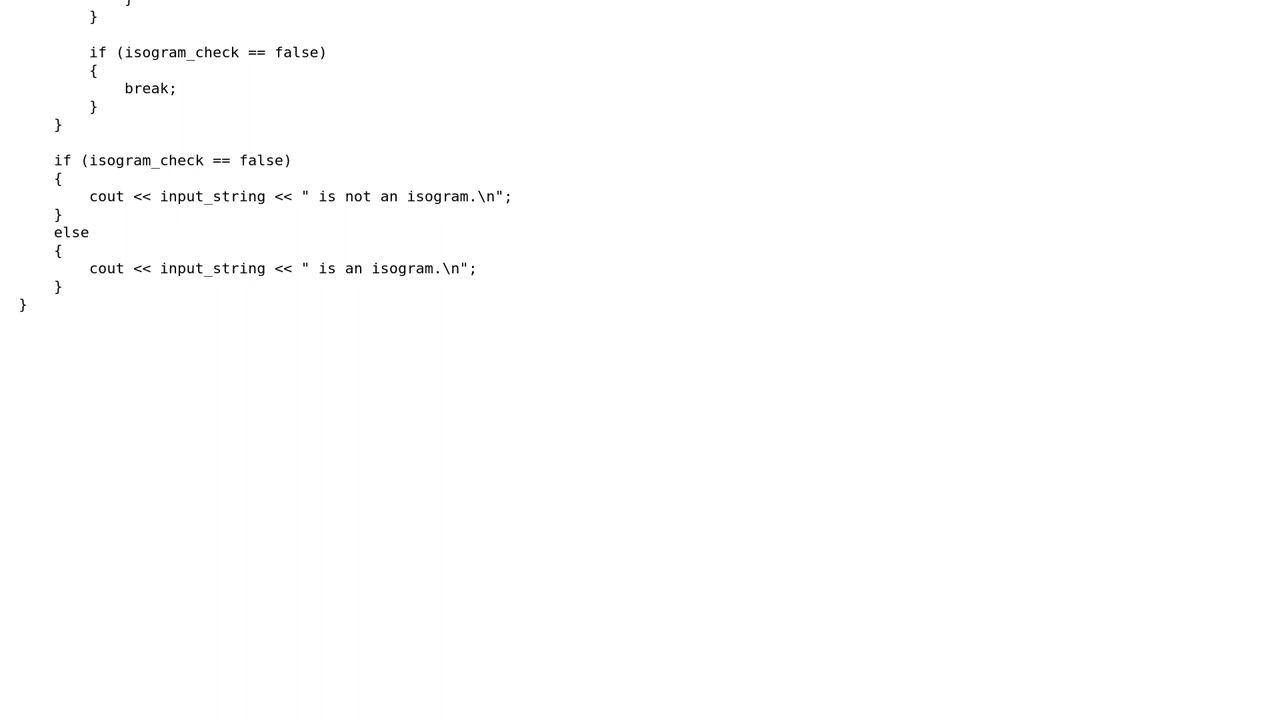 }
        }

        if (isogram_check == false)
        {
            break;
        }
    }

    if (isogram_check == false)
    {
        cout << input_string << " is not an isogram.\n";
    }
    else
    {
        cout << input_string << " is an isogram.\n";
    }
}